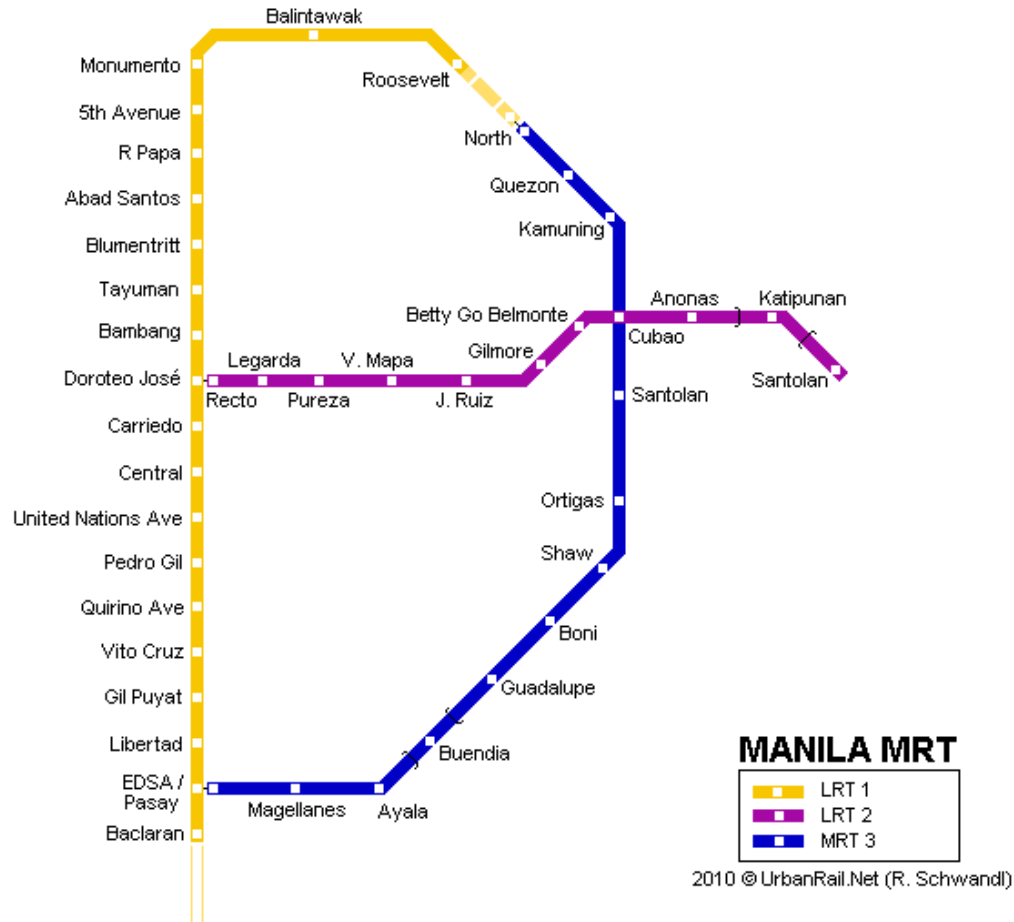 Balintawak
Monumento
Roosevelt
5th Avenue
North
R Papa
Quezon
Abad Santos
Kamuning
Blumentritt
Tayuman
Anonas
Katipunan
Betty Go Belmonte
Bambang
Cubao
Gilmore
Legarda
V. Mapa
Doroteo José
Santolan
Recto
Pureza
J. Ruiz
Santolan
Carriedo
Central
Ortigas
United Nations Ave
Shaw
Pedro Gil
Quirino Ave
Boni
Vito Cruz
Guadalupe
Gil Puyat
Libertad
Buendia
EDSA /
Pasay
Magellanes
Ayala
Baclaran
MANILA MRT
LRT 1
LRT 2
MRT 3
2010 © UrbanRail.Net (R. Schwandl)